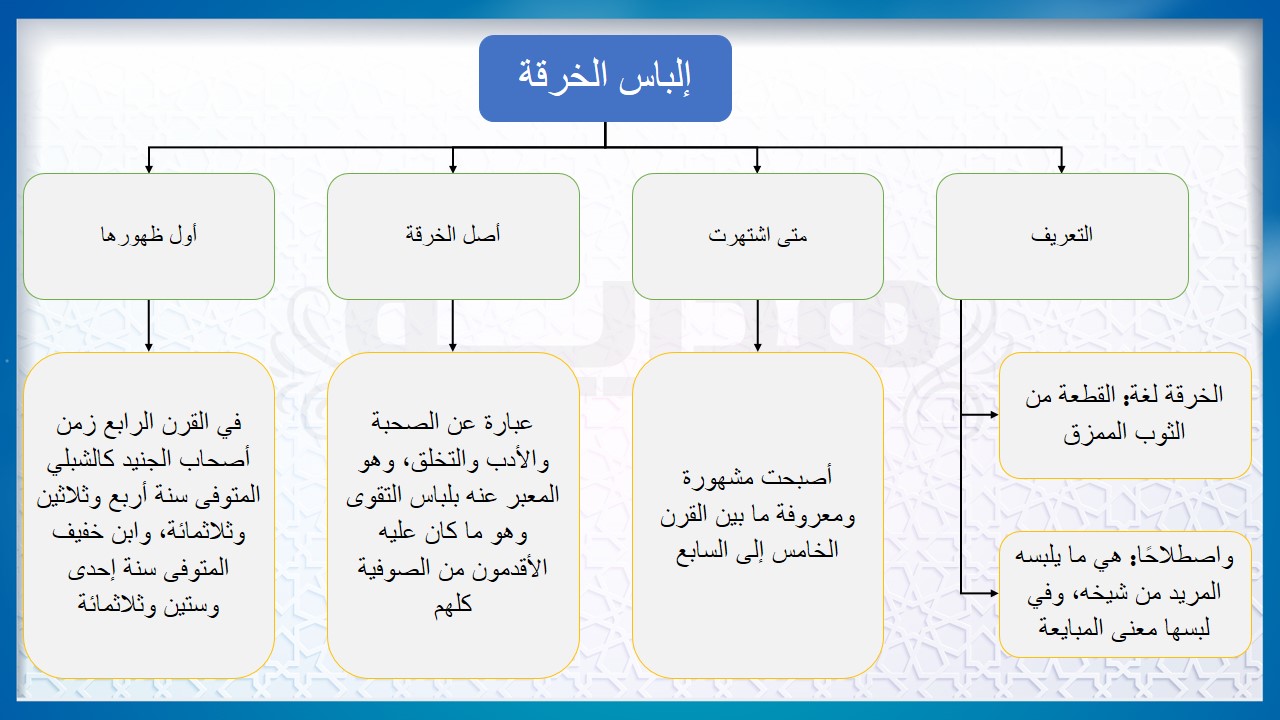 إلباس الخرقة
التعريف
متى اشتهرت
أصل الخرقة
أول ظهورها
الخرقة لغة: القطعة من
الثوب الممزق
واصطلاحًا: هي ما يلبسه
المريد من شيخه، وفي
لبسها معنى المبايعة
أصبحت مشهورة
ومعروفة ما بين القرن
الخامس إلى السابع
عبارة عن الصحبة
والأدب والتخلق، وهو
المعبر عنه بلباس التقوى
وهو ما كان عليه
الأقدمون من الصوفية
كلهم
في القرن الرابع زمن
أصحاب الجنيد كالشبلي
المتوفى سنة أربع وثلاثين
وثلاثمائة، وابن خفيف
المتوفى سنة إحدى
وستين وثلاثمائة